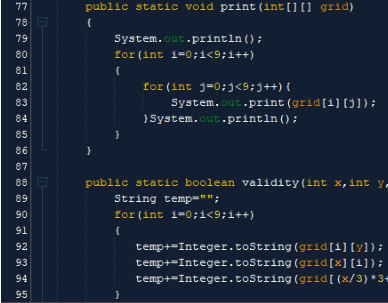 77 public static void print(int[][] grid)
78 {
79 System.out.println();
80 for(int i=0;i<9;i++)
81 {
82 for(int j=0;j<9;j++){
83 System.out.print(grid[i][j]);
84 }System.out.println();
85 }
86 }
87
88 public static boolean validity(int x,int y,
89 String temp="";
90 for(int i=0;i<9;i++)
91 {
92 temp+=Integer.toString(grid[i][y]);
93 temp+=Integer.toString(grid[x][i]);
94 temp+=Integer.toString(grid[(x/3)*3+
95 }